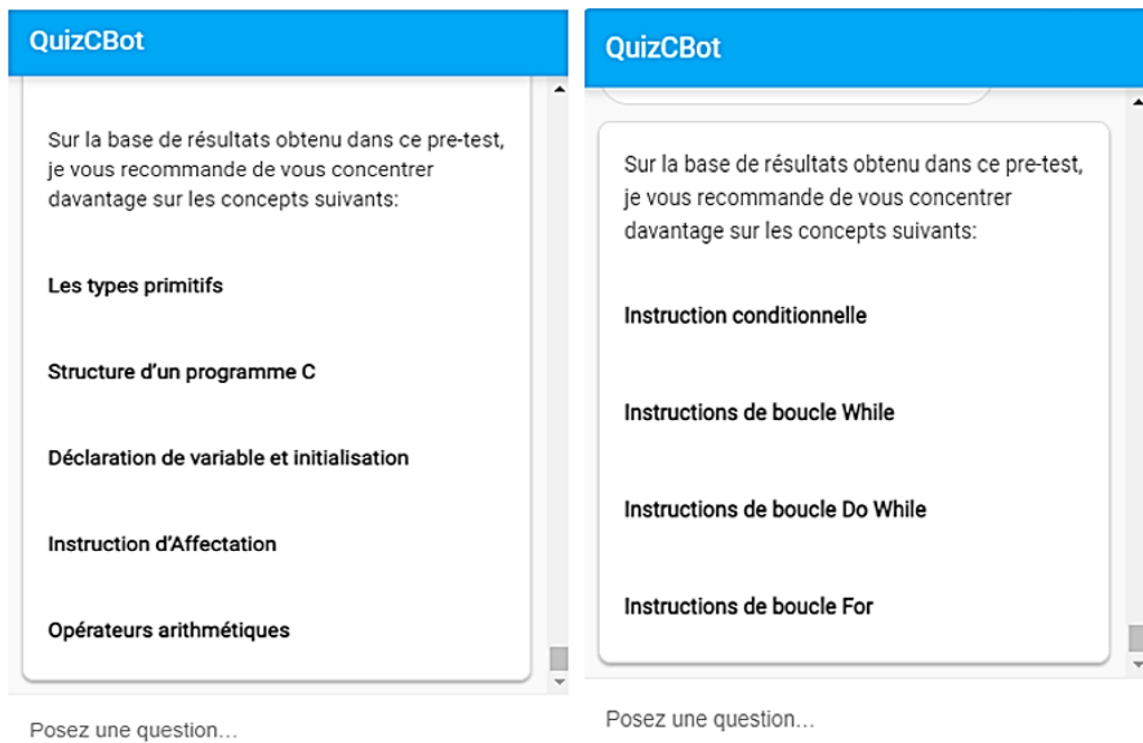 QuizCBot
Sur la base de résultats obtenu dans ce pre-test,
je vous recommande de vous concentrer
davantage sur les concepts suivants:
Les types primitifs
Structure d'un programme C
Déclaration de variable et initialisation
Instruction d'Affectation
Opérateurs arithmétiques
Posez une question...
QuizCBot
Sur la base de résultats obtenu dans ce pre-test,
je vous recommande de vous concentrer
davantage sur les concepts suivants:
Instruction conditionnelle
Instructions de boucle While
Instructions de boucle Do While
Instructions de boucle For
Posez une question...